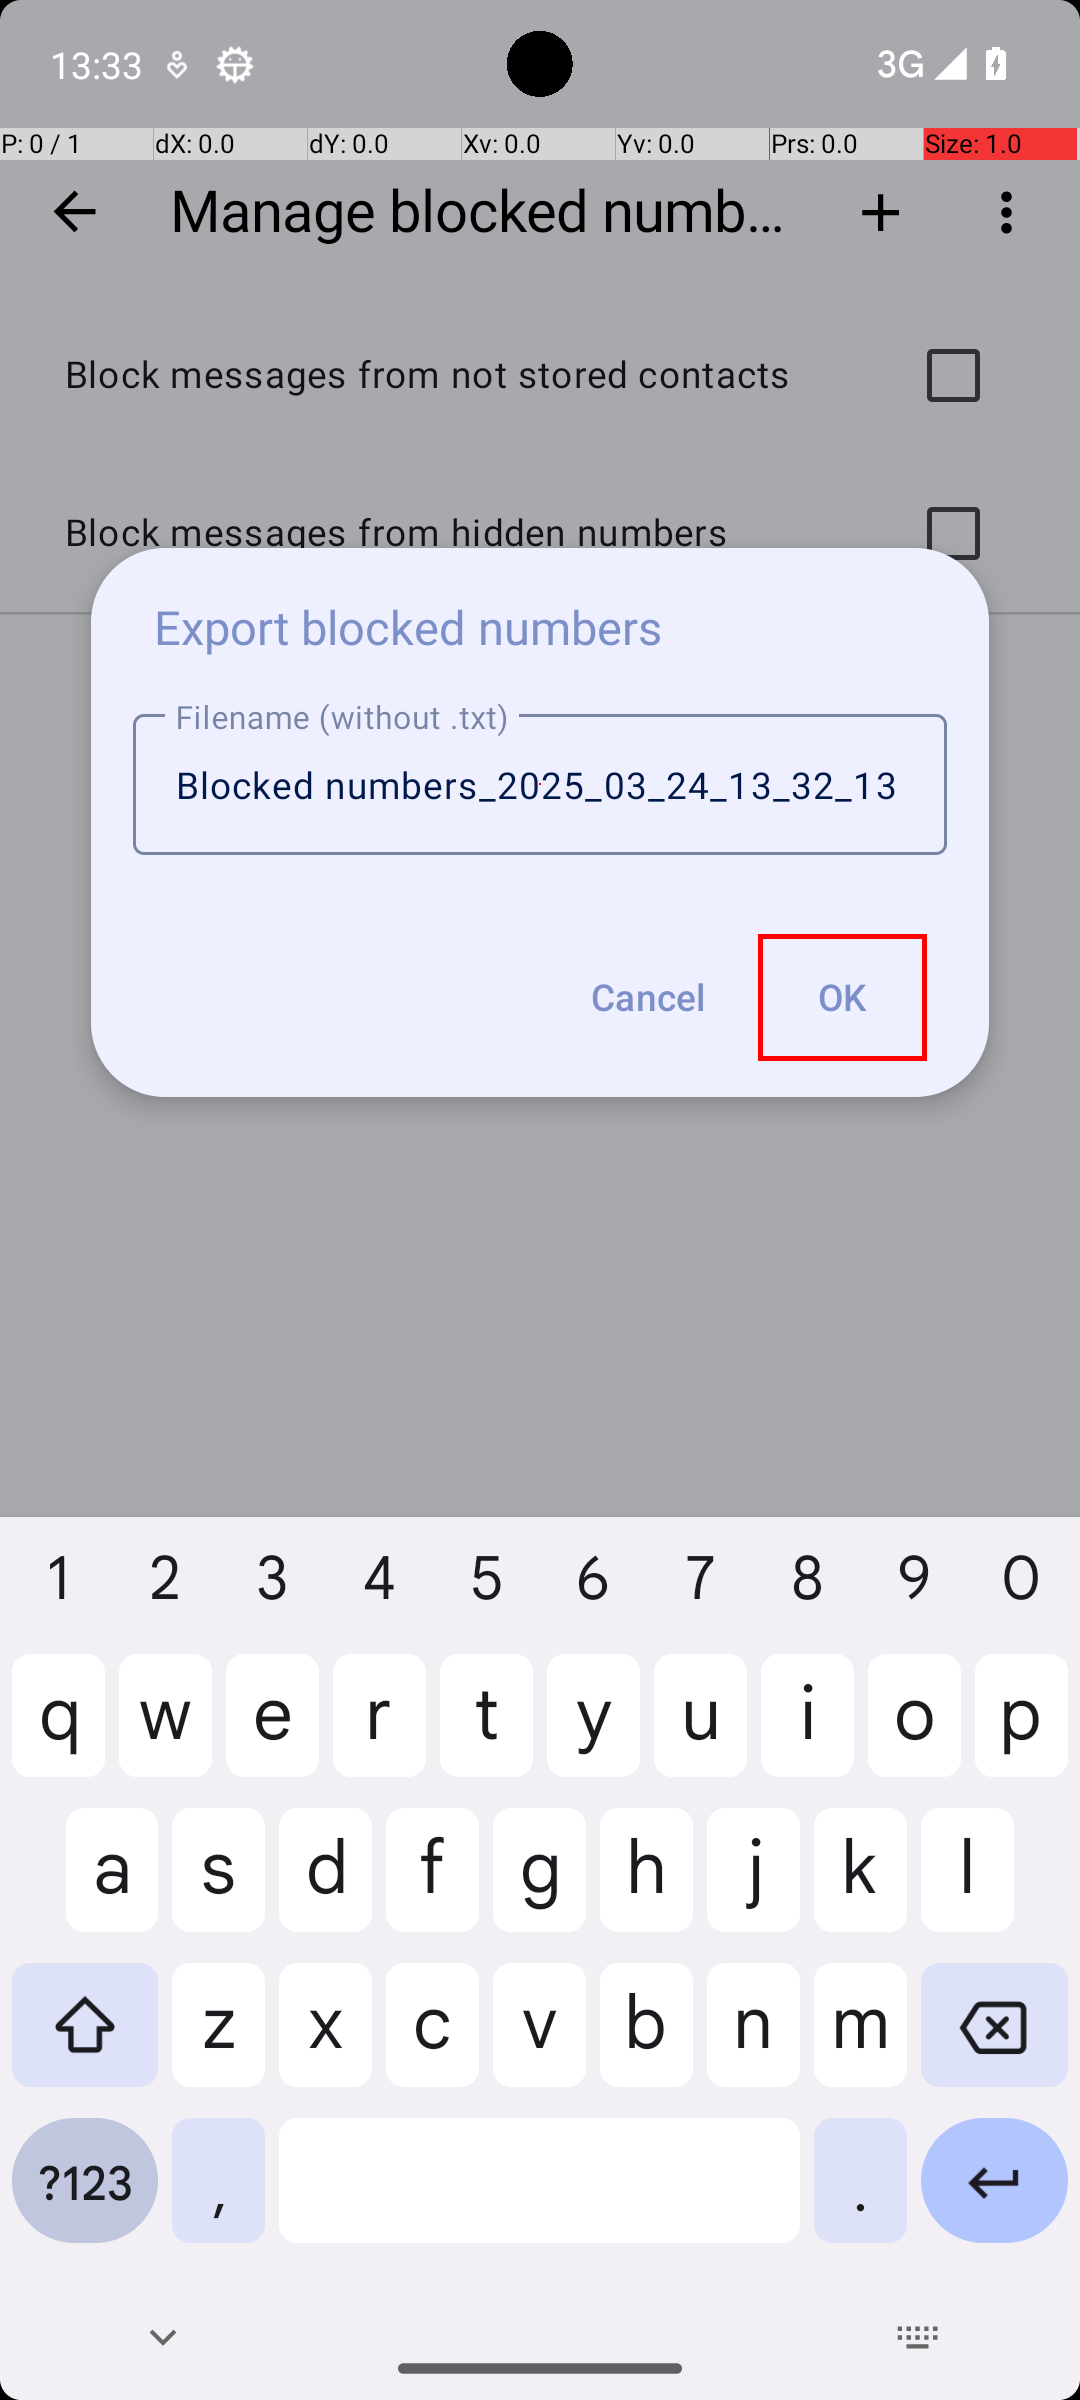 13:33
3G
P: 0 / 1 dX: 0.0 dY: 0.0 Xv: 0.0 Yv: 0.0 Prs: 0.0 Size: 1.0
Manage blocked numb...
Block messages from not stored contacts
Block messages from hidden numbers
Export blocked numbers
Filename (without .txt)
Blocked numbers_2025_03_24_13_32_13
Cancel OK
1 2 3 4 5 6 7 8 9 0
q w e r t y u i o p
a s d f g h j k l
z x c v b n m
?123 , .